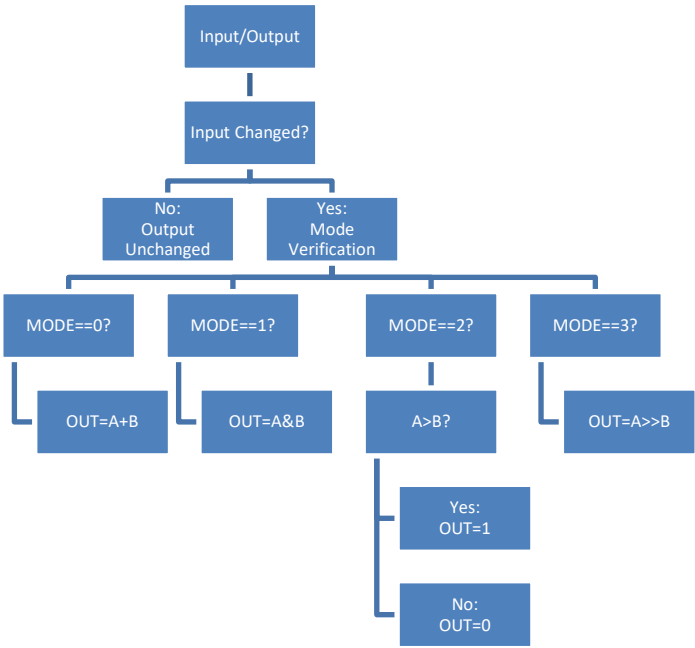 Input/Output
Input Changed?
No:
Output
Unchanged
Yes:
Mode
Verification
MODE==0?
MODE==1?
MODE==2?
MODE==3?
OUT=A+B
OUT=A&B
A>B?
OUT=A>>B
Yes:
OUT=1
No:
OUT=0